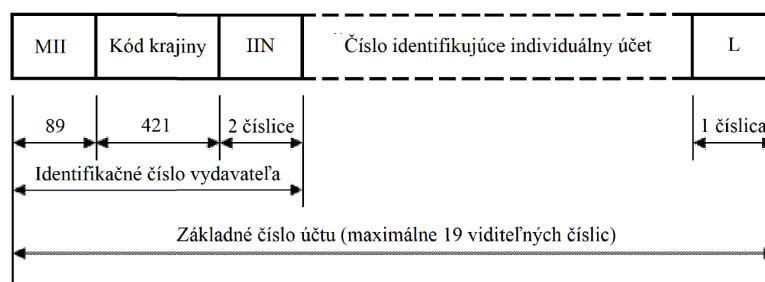 MII Kód krajiny IIN Číslo identifikujúce individuálny účet L
89 421 2 číslice 1 číslica
Identifikačné číslo vydavateľa
Základné číslo účtu (maximálne 19 viditeľných číslic)